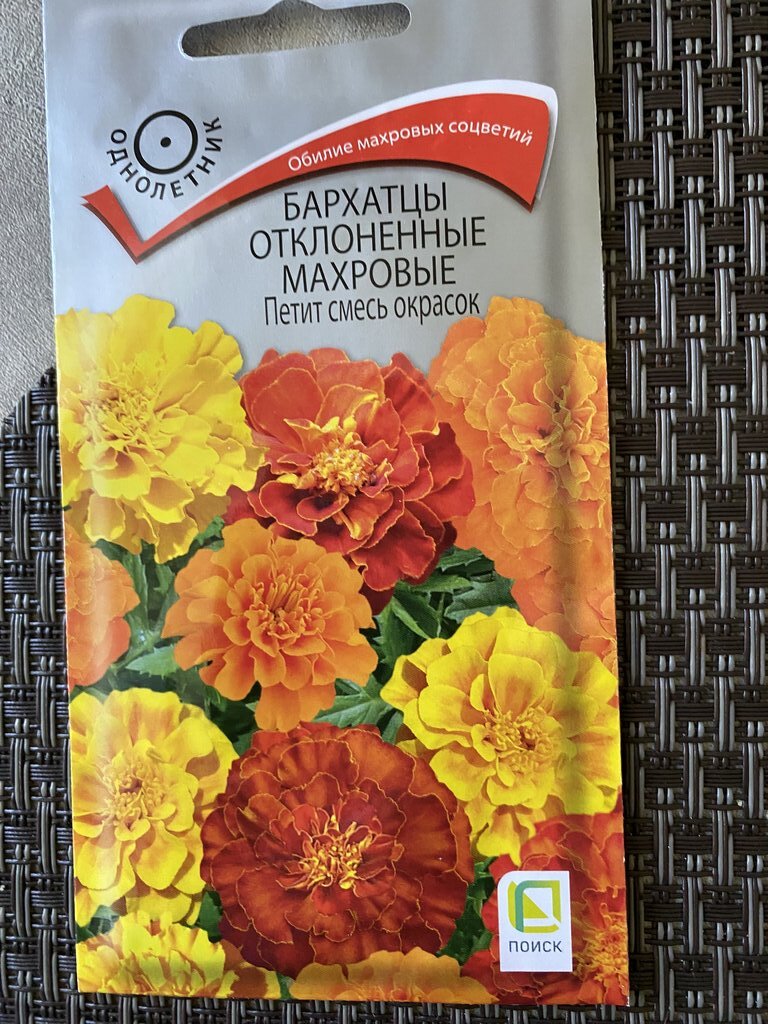 ОДНОЛЕТНИК
Обилие махровых соцветий
БАРХАТЦЫ
ОТКЛОНЕННЫЕ
МАХРОВЫЕ
Петит смесь окрасок
ПОИСК